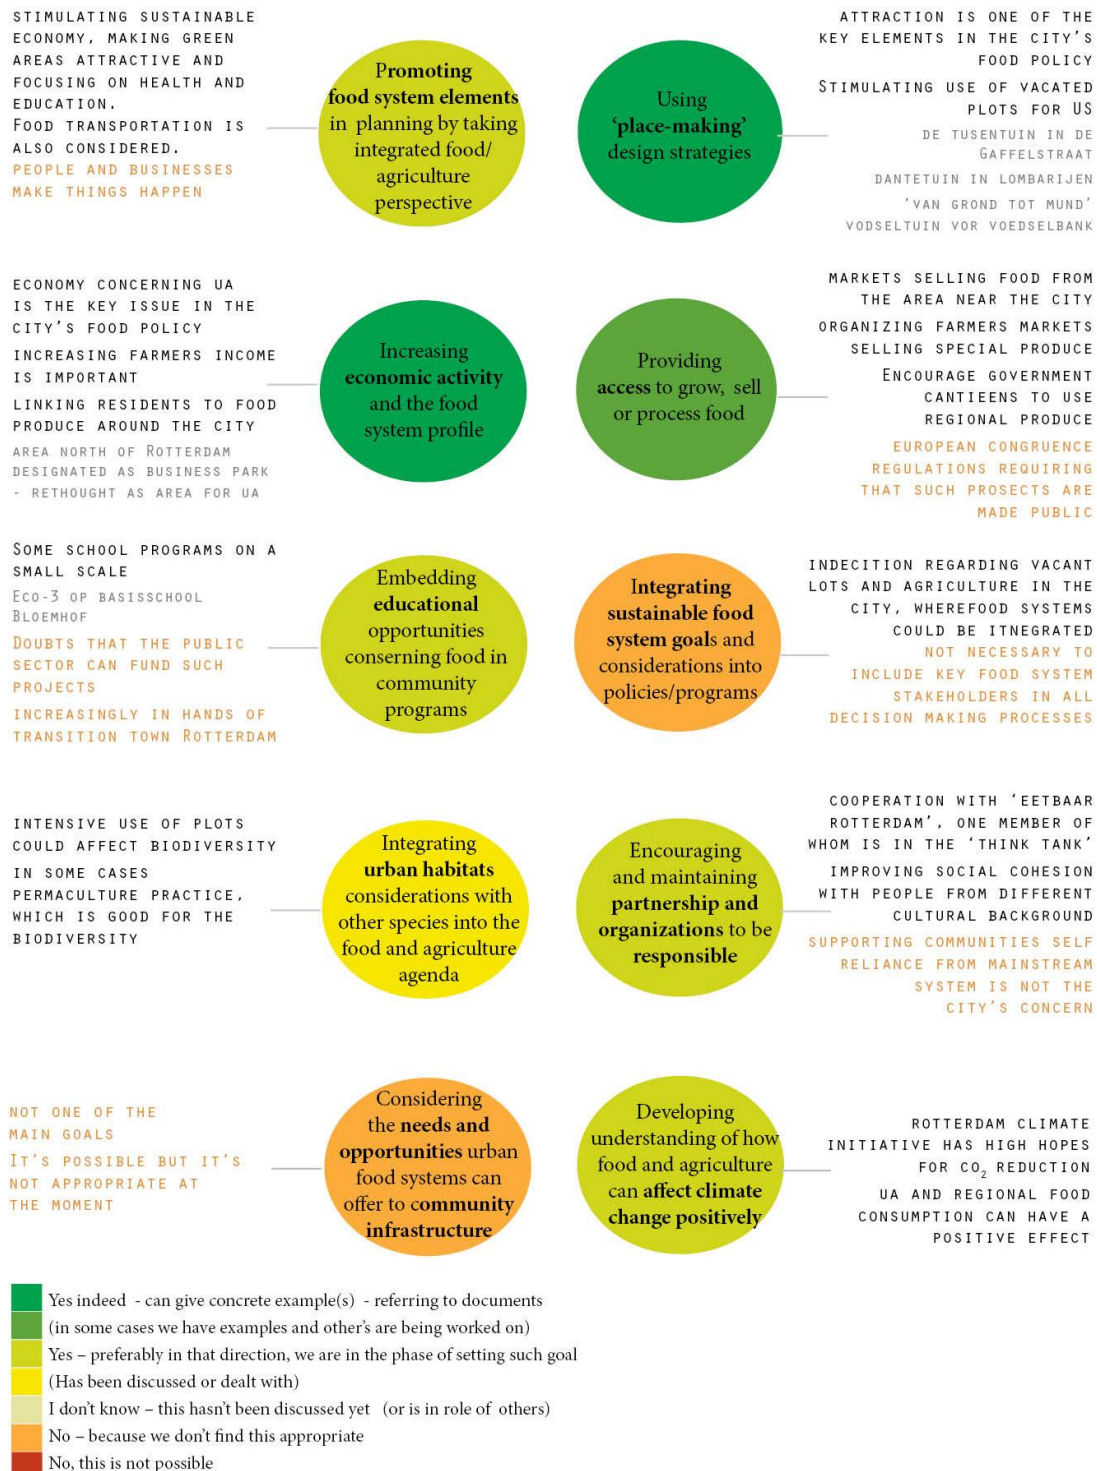 STIMULATING SUSTAINABLE
ECONOMY, MAKING GREEN
AREAS ATTRACTIVE AND
FOCUSING ON HEALTH AND
EDUCATION.
FOOD TRANSPORTATION IS
ALSO CONSIDERED.
PEOPLE AND BUSINESSES
MAKE THINGS HAPPEN
Promoting
food system elements
in planning by taking
integrated food/
agriculture
perspective
Using
‘place-making’
design strategies
ATTRACTION IS ONE OF THE
KEY ELEMENTS IN THE CITY'S
FOOD POLICY
STIMULATING USE OF VACATED
PLOTS FOR US
DE TUSENTUIN IN DE
GAFFELSTRAAT
DANTETUIN IN LOMBARIJEN
‘VAN GROND TOT MUND’
VODSELTUIN VOR VOEDSELBANK
ECONOMY CONCERNING UA
IS THE KEY ISSUE IN THE
CITY'S FOOD POLICY
INCREASING FARMERS INCOME
IS IMPORTANT
LINKING RESIDENTS TO FOOD
PRODUCE AROUND THE CITY
AREA NORTH OF ROTTERDAM
DESIGNATED AS BUSINESS PARK
- RETHOUGHT AS AREA FOR UA
Increasing
economic activity
and the food
system profile
Providing
access to grow, sell
or process food
MARKETS SELLING FOOD FROM
THE AREA NEAR THE CITY
ORGANIZING FARMERS MARKETS
SELLING SPECIAL PRODUCE
ENCOURAGE GOVERNMENT
CANTIEENS TO USE
REGIONAL PRODUCE
EUROPEAN CONGRUENCE
REGULATIONS REQUIRING
THAT SUCH PROSECTS ARE
MADE PUBLIC
SOME SCHOOL PROGRAMS ON A
SMALL SCALE
ECO-3 OP BASISSCHOOL
BLOEMHOF
DOUBTS THAT THE PUBLIC
SECTOR CAN FUND SUCH
PROJECTS
INCREASINGLY IN HANDS OF
TRANSITION TOWN ROTTERDAM
Embedding
educational
opportunities
conserning food in
community
programs
Integrating
sustainable food
system goals and
considerations into
policies/programs
INDECITION REGARDING VACANT
LOTS AND AGRICULTURE IN THE
CITY, WHEREFOOD SYSTEMS
COULD BE ITNEGRATED
NOT NECESSARY TO
INCLUDE KEY FOOD SYSTEM
STAKEHOLDERS IN ALL
DECISION MAKING PROCESSES
INTENSIVE USE OF PLOTS
COULD AFFECT BIODIVERSITY
IN SOME CASES
PERMACULTURE PRACTICE,
WHICH IS GOOD FOR THE
BIODIVERSITY
Integrating
urban habitats
considerations with
other species into the
food and agriculture
agenda
Encouraging
and maintaining
partnership and
organizations to be
responsible
COOPERATION WITH ‘EETBAAR
ROTTERDAM’, ONE MEMBER OF
WHOM IS IN THE ‘THINK TANK’
IMPROVING SOCIAL COHESION
WITH PEOPLE FROM DIFFERENT
CULTURAL BACKGROUND
SUPPORTING COMMUNITIES SELF
RELIANCE FROM MAINSTREAM
SYSTEM IS NOT THE
CITY'S CONCERN
NOT ONE OF THE
MAIN GOALS
IT'S POSSIBLE BUT IT'S
NOT APPROPRIATE AT
THE MOMENT
Considering
the needs and
opportunities urban
food systems can
offer to community
infrastructure
Developing
understanding of how
food and agriculture
can affect climate
change positively
ROTTERDAM CLIMATE
INITIATIVE HAS HIGH HOPES
FOR CO₂ REDUCTION
UA AND REGIONAL FOOD
CONSUMPTION CAN HAVE A
POSITIVE EFFECT
Yes indeed - can give concrete example(s) - referring to documents
(in some cases we have examples and other's are being worked on)
Yes – preferably in that direction, we are in the phase of setting such goal
(Has been discussed or dealt with)
I don't know – this hasn't been discussed yet (or is in role of others)
No – because we don't find this appropriate
No, this is not possible